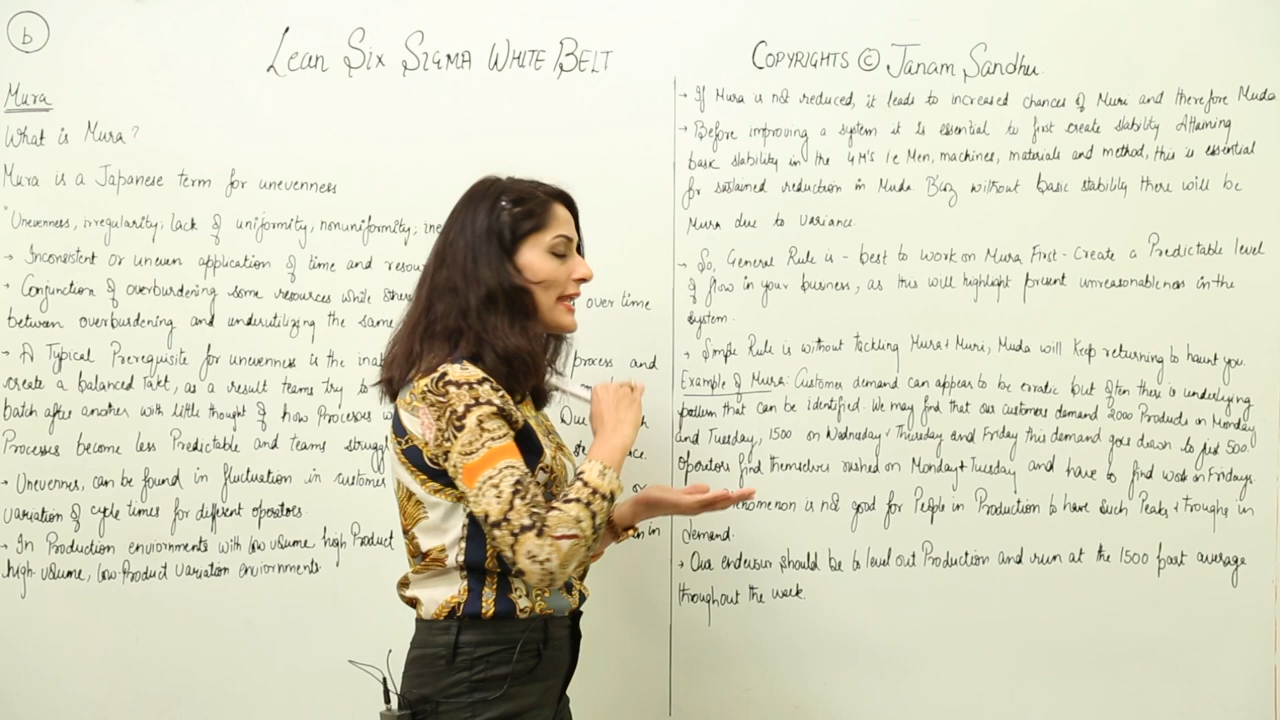 b
Lean Six Sigma White Belt
Copyrights © Janam Sandhu.
Mura
What is Mura?
Mura is a Japanese term for unevenness
"Unevenness, irregularity, lack of uniformity, nonuniformity, ine
→ Inconsistent or uneven application of time and resou
→ Conjunction of overburdening some resources while other over time
between overburdening and underutilizing the same
→ A Typical Prerequisite for unevenness is the inab process and
create a balanced Takt, as a result teams try to
batch after another with little thought of how Processes w Due
Processes become less Predictable and teams struggl ce.
→ Unevennes, can be found in fluctuation in customer or
variation of cycle times for different operators.
→ In Production enviornments with low volume, high Product en in
high-volume, low-Product variation enviornments.
→ If Mura is not reduced, it leads to increased chances of Muri and therefore Muda
→ Before improving a system it is essential to first create stability Attaining
basic stability in the 4M's i.e Men, machines, materials and method, this is essential
for sustained reduction in Muda B'coz without basic stability there will be
Mura due to variance.
→ So, General Rule is - best to work on Mura First - Create a Predictable level
of flow in your business, as this will highlight present unreasonableness in the
system.
→ Simple Rule is without tackling Mura & Muri, Muda will Keep returning to haunt you.
Example of Mura: Customer demand can appear to be erratic but often there is underlying
pattern that can be identified. We may find that our customers demand 2000 Products on Monday
and Tuesday, 1500 on Wednesday & Thursday and Friday this demand goes down to just 500.
Operators find themselves rushed on Monday & Tuesday and have to find work on Fridays.
henomenon is not good for People in Production to have such Peaks & Troughs in
demand.
→ Our endevour should be to level out Production and run at the 1500 part average
throughout the week.